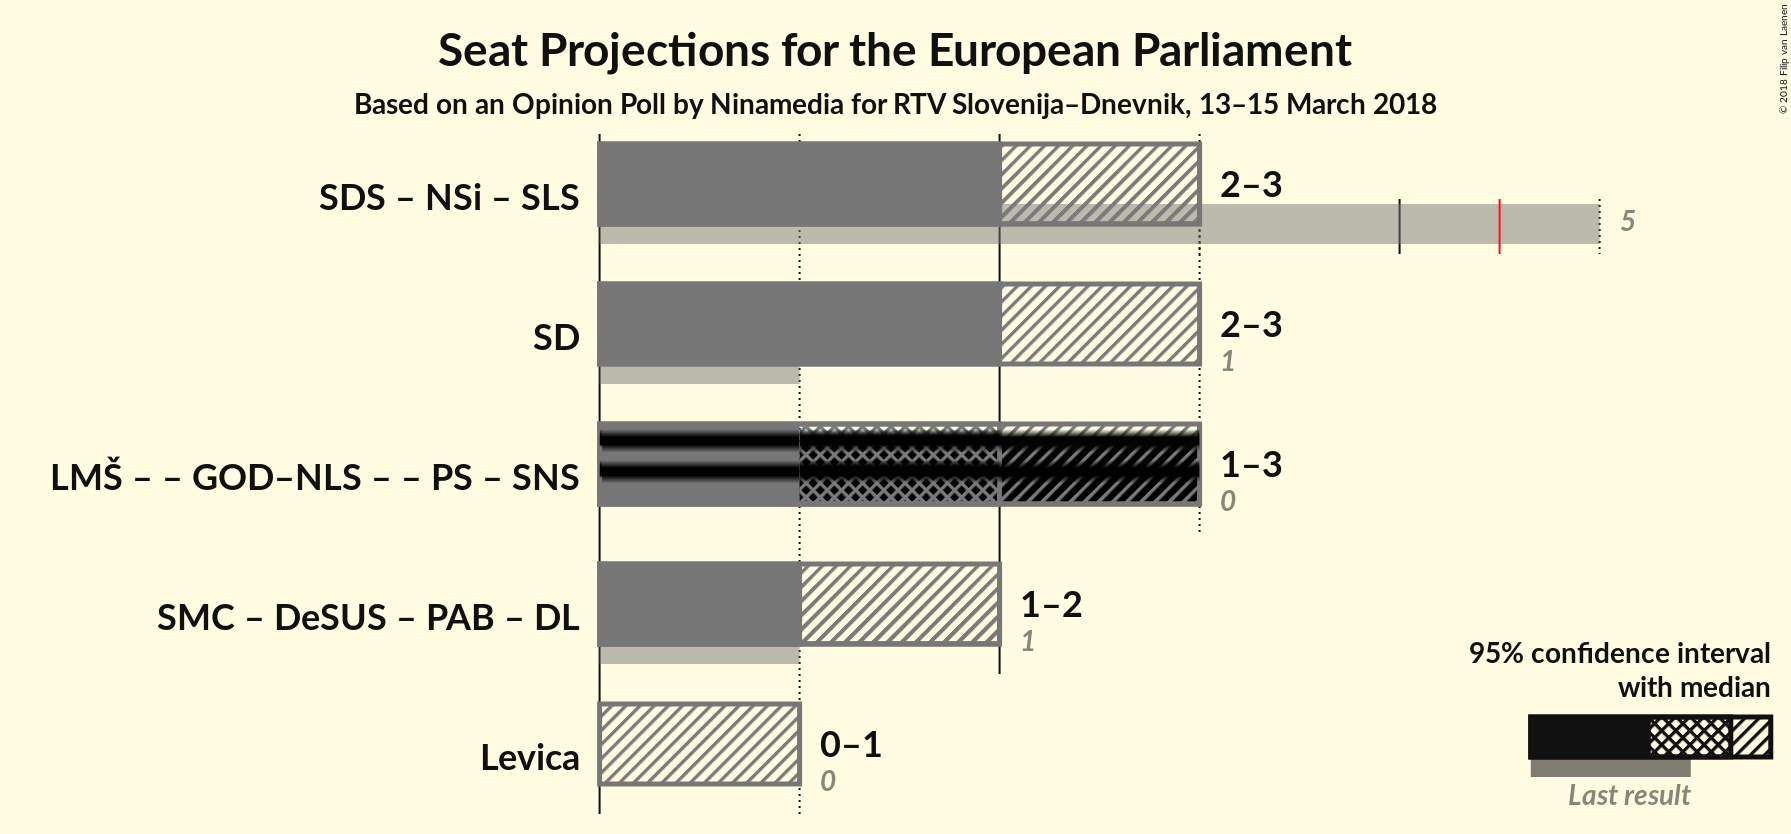 Seat Projections for the European Parliament
Based on an Opinion Poll by Ninamedia for RTV Slovenija–Dnevnik, 13–15 March 2018
© 2018 Filip van Laenen
SDS – NSi – SLS
2–3
5
SD
2–3
1
LMŠ – – GOD–NLS – – PS – SNS
1–3
0
SMC – DeSUS – PAB – DL
1–2
1
Levica
0–1
0
95% confidence interval
with median
Last result